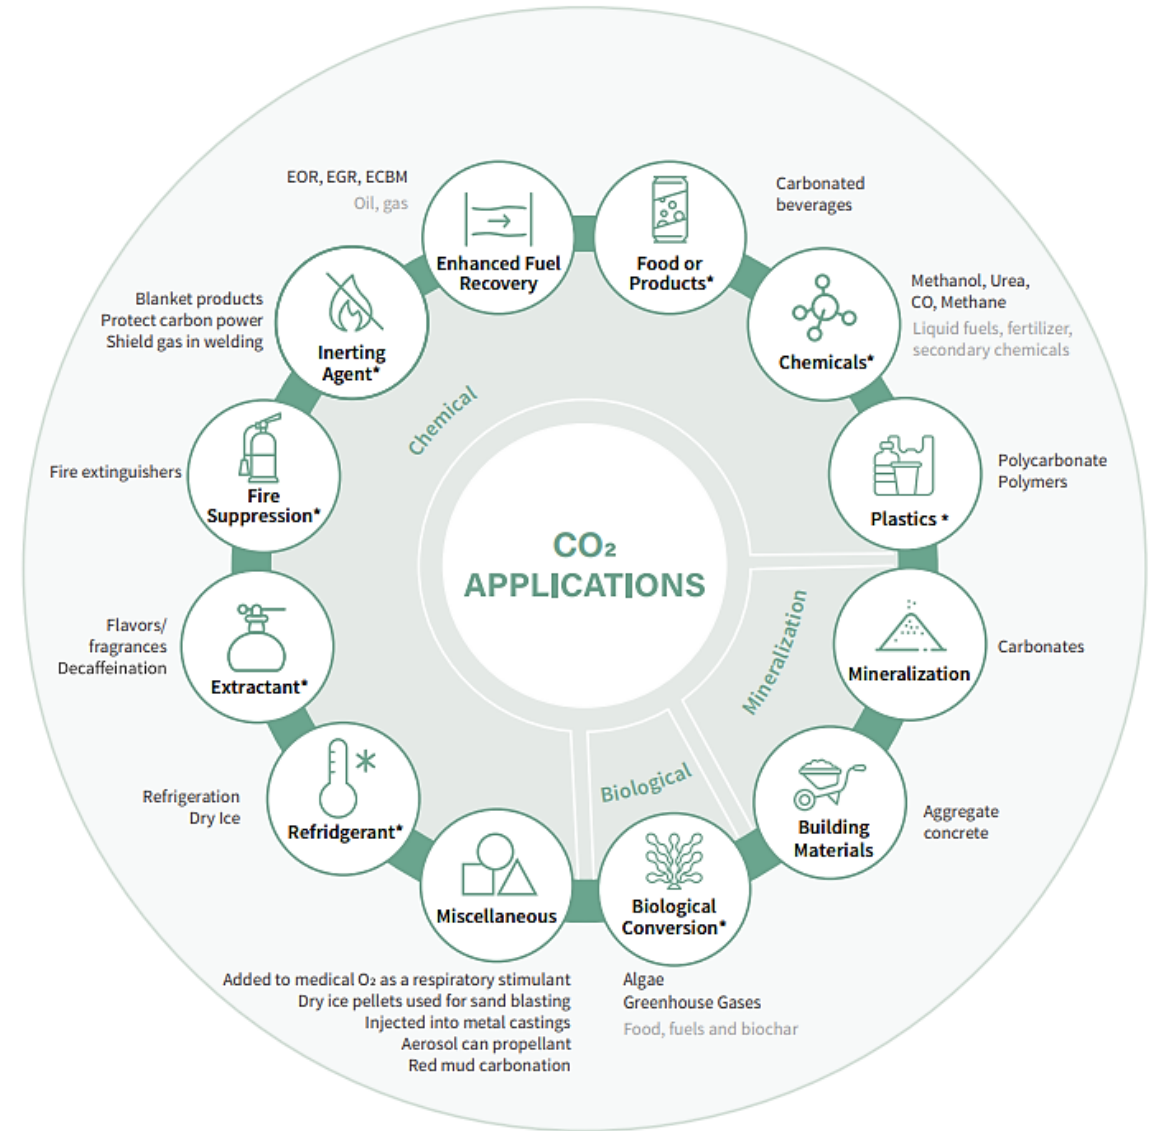 CO₂
APPLICATIONS
Chemical
Mineralization
Biological
EOR, EGR, ECBM
Oil, gas
Enhanced Fuel
Recovery
Food or
Products*
Carbonated
beverages
Chemicals*
Methanol, Urea,
CO, Methane
Liquid fuels, fertilizer,
secondary chemicals
Plastics *
Polycarbonate
Polymers
Mineralization
Carbonates
Building
Materials
Aggregate
concrete
Biological
Conversion*
Algae
Greenhouse Gases
Food, fuels and biochar
Miscellaneous
Added to medical O₂ as a respiratory stimulant
Dry ice pellets used for sand blasting
Injected into metal castings
Aerosol can propellant
Red mud carbonation
Refridgerant*
Refrigeration
Dry Ice
Extractant*
Flavors/
fragrances
Decaffeination
Fire
Suppression*
Fire extinguishers
Inerting
Agent*
Blanket products
Protect carbon power
Shield gas in welding